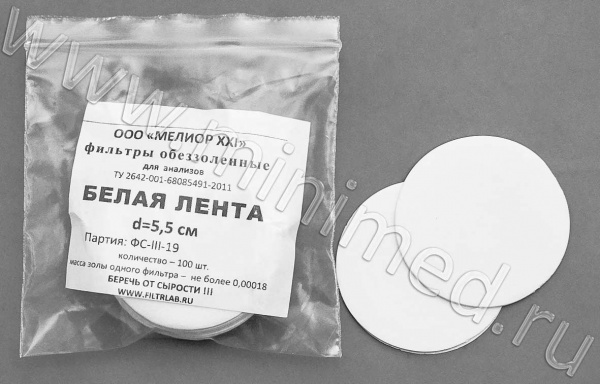 ООО «МЕЛИОР XXI»
фильтры обеззоленные
для анализов
ТУ 2642-001-68085491-2011
БЕЛАЯ ЛЕНТА
d=5,5 см
Партия: ФС-III-19
количество – 100 шт.
масса золы одного фильтра – не более 0,00018
БЕРЕЧЬ ОТ СЫРОСТИ !!!
WWW.FILTRLAB.RU
www.minimed.ru